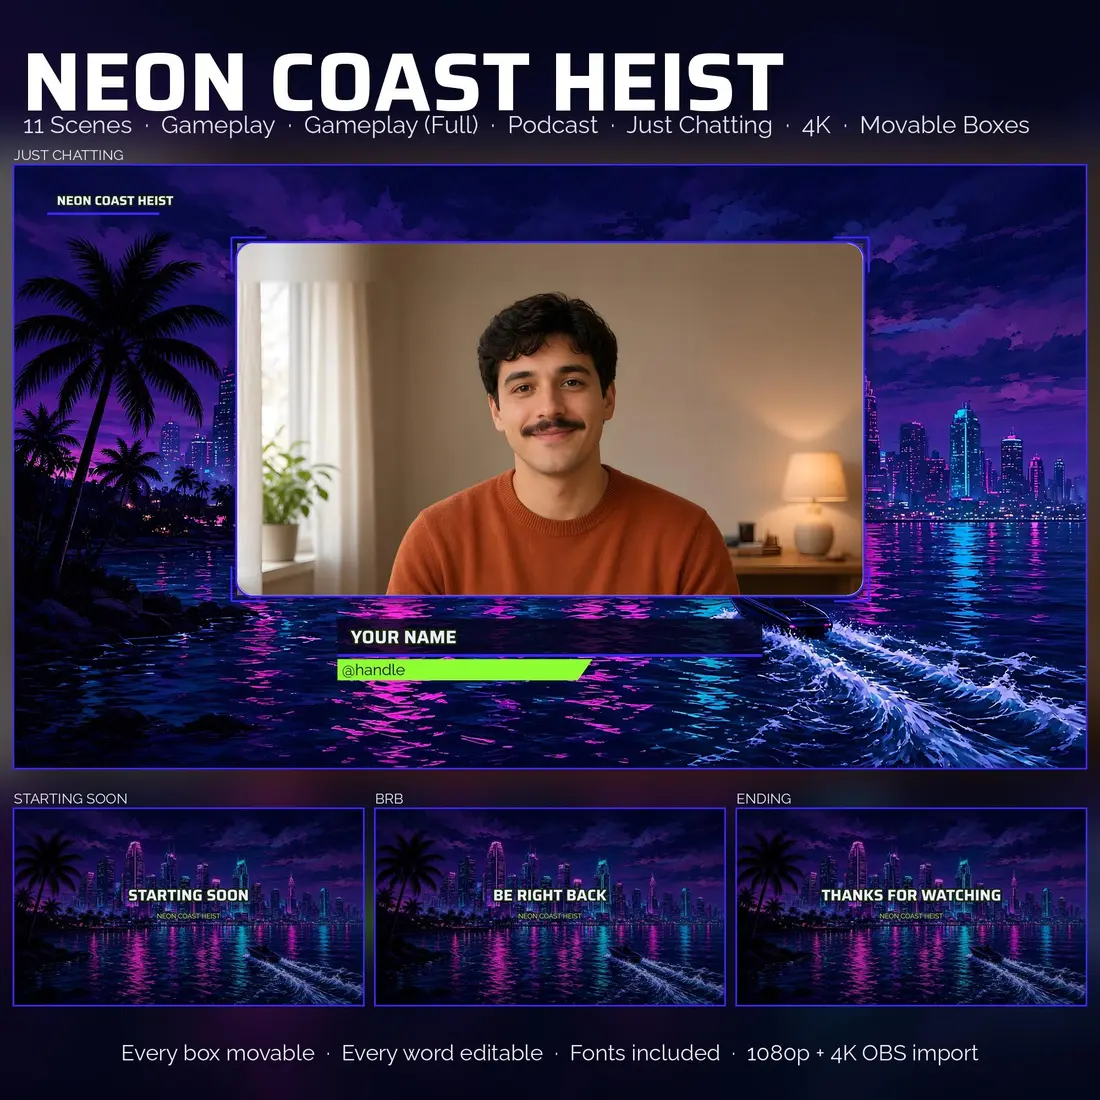 NEON COAST HEIST
11 Scenes · Gameplay · Gameplay (Full) · Podcast · Just Chatting · 4K · Movable Boxes
JUST CHATTING
NEON COAST HEIST
YOUR NAME
@handle
STARTING SOON
BRB
ENDING
STARTING SOON
NEON COAST HEIST
BE RIGHT BACK
NEON COAST HEIST
THANKS FOR WATCHING
NEON COAST HEIST
Every box movable · Every word editable · Fonts included · 1080p + 4K OBS import